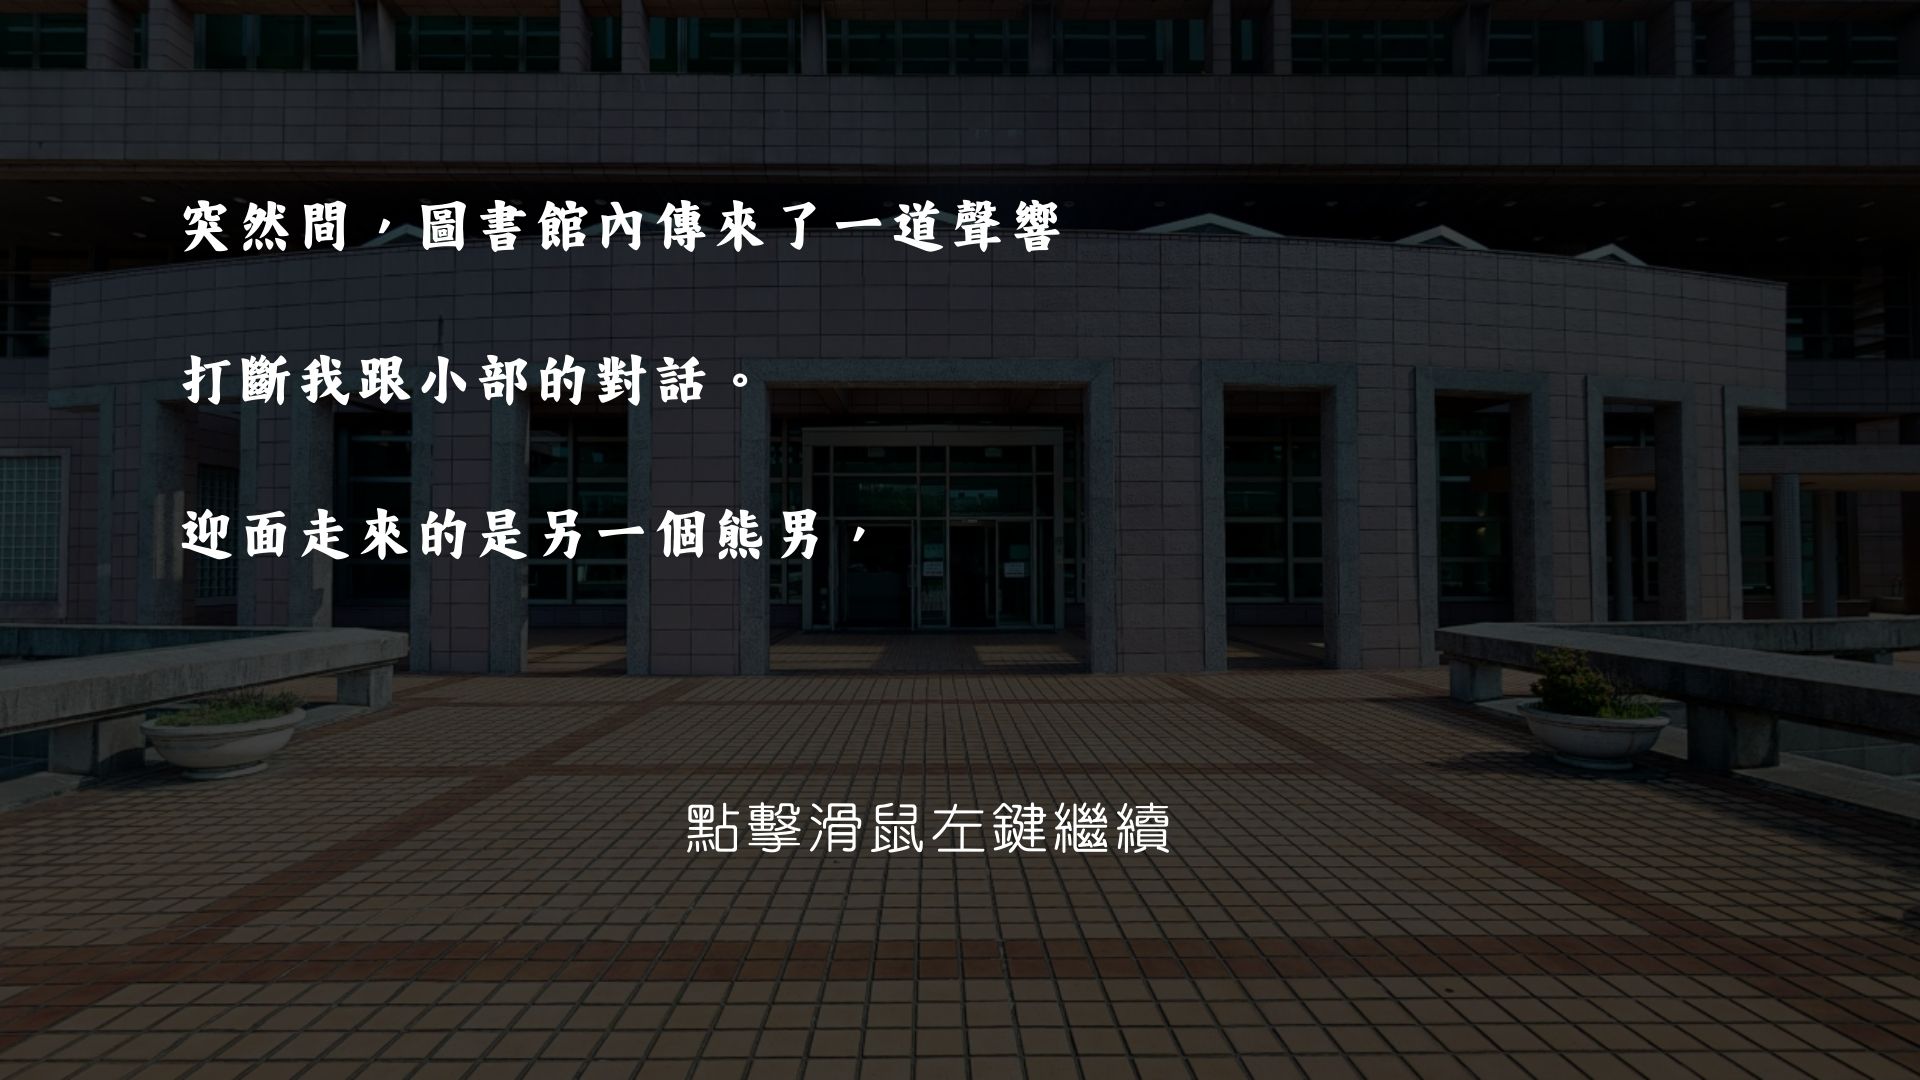 突然間，圖書館內傳來了一道聲響
打斷我跟小部的對話。
迎面走來的是另一個熊男，
點擊滑鼠左鍵繼續